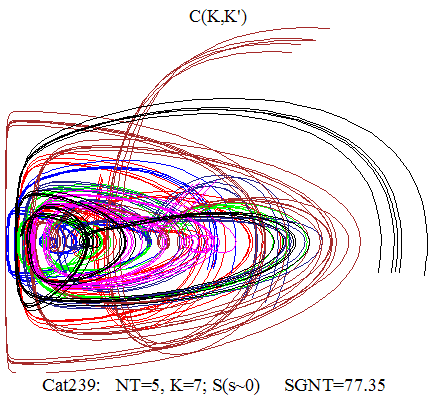 C(K,K')
Cat239: NT=5, K=7; S(s~0) SGNT=77.35